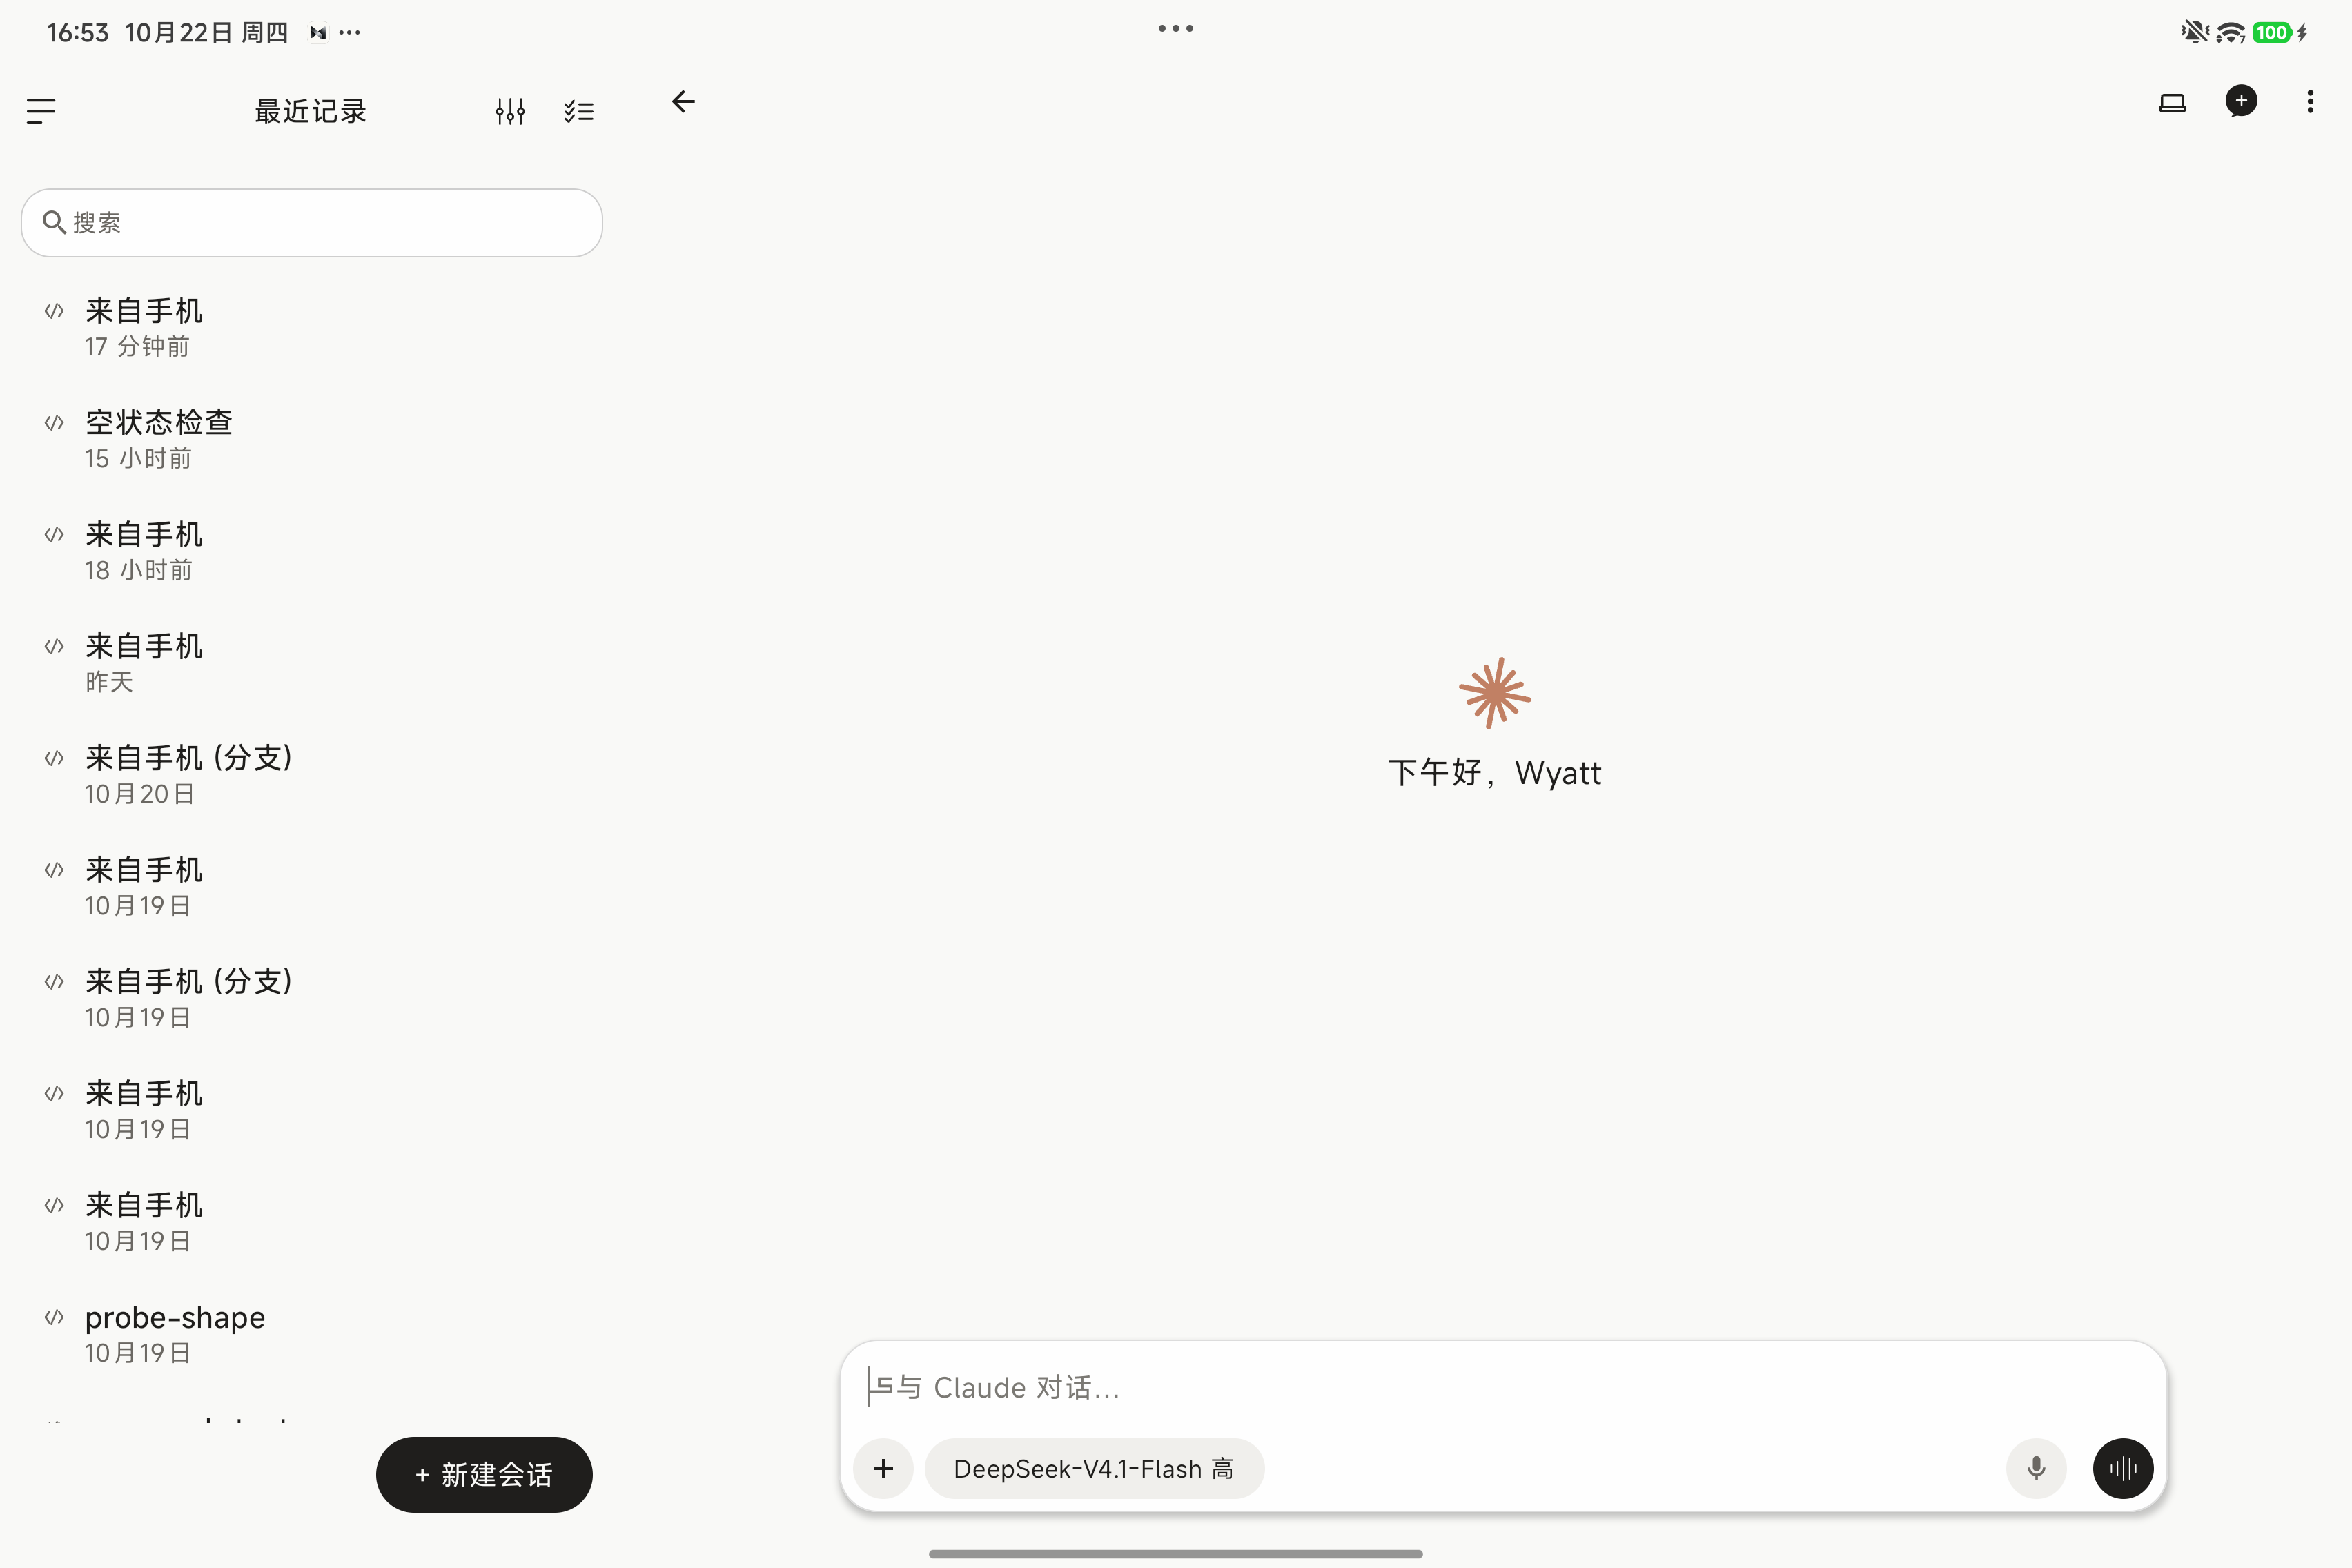 16:53 10月22日 周四
100
最近记录
搜索
来自手机
17 分钟前
空状态检查
15 小时前
来自手机
18 小时前
来自手机
昨天
来自手机 (分支)
10月20日
来自手机
10月19日
来自手机 (分支)
10月19日
来自手机
10月19日
来自手机
10月19日
probe-shape
10月19日
+ 新建会话
下午好，Wyatt
与 Claude 对话...
DeepSeek-V4.1-Flash 高